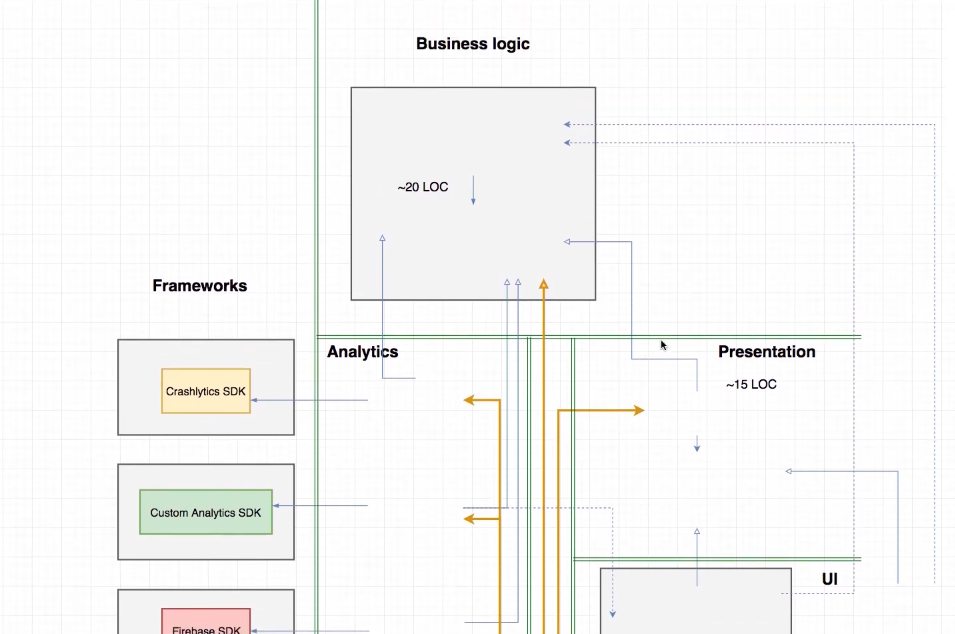 Business logic
~20 LOC
Frameworks
Analytics
Presentation
~15 LOC
Crashlytics SDK
Custom Analytics SDK
UI
Firebase SDK